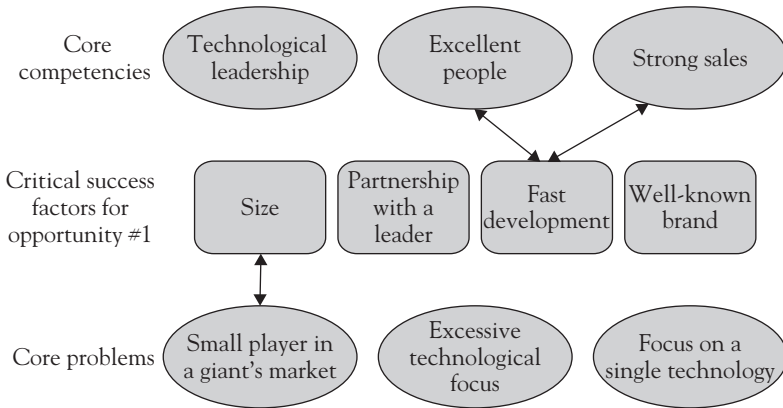 Core
competencies
Technological
leadership
Excellent
people
Strong sales
Critical success
factors for
opportunity #1
Size
Partnership
with a
leader
Fast
development
Well-known
brand
Core problems
Small player in
a giant’s market
Excessive
technological
focus
Focus on a
single technology